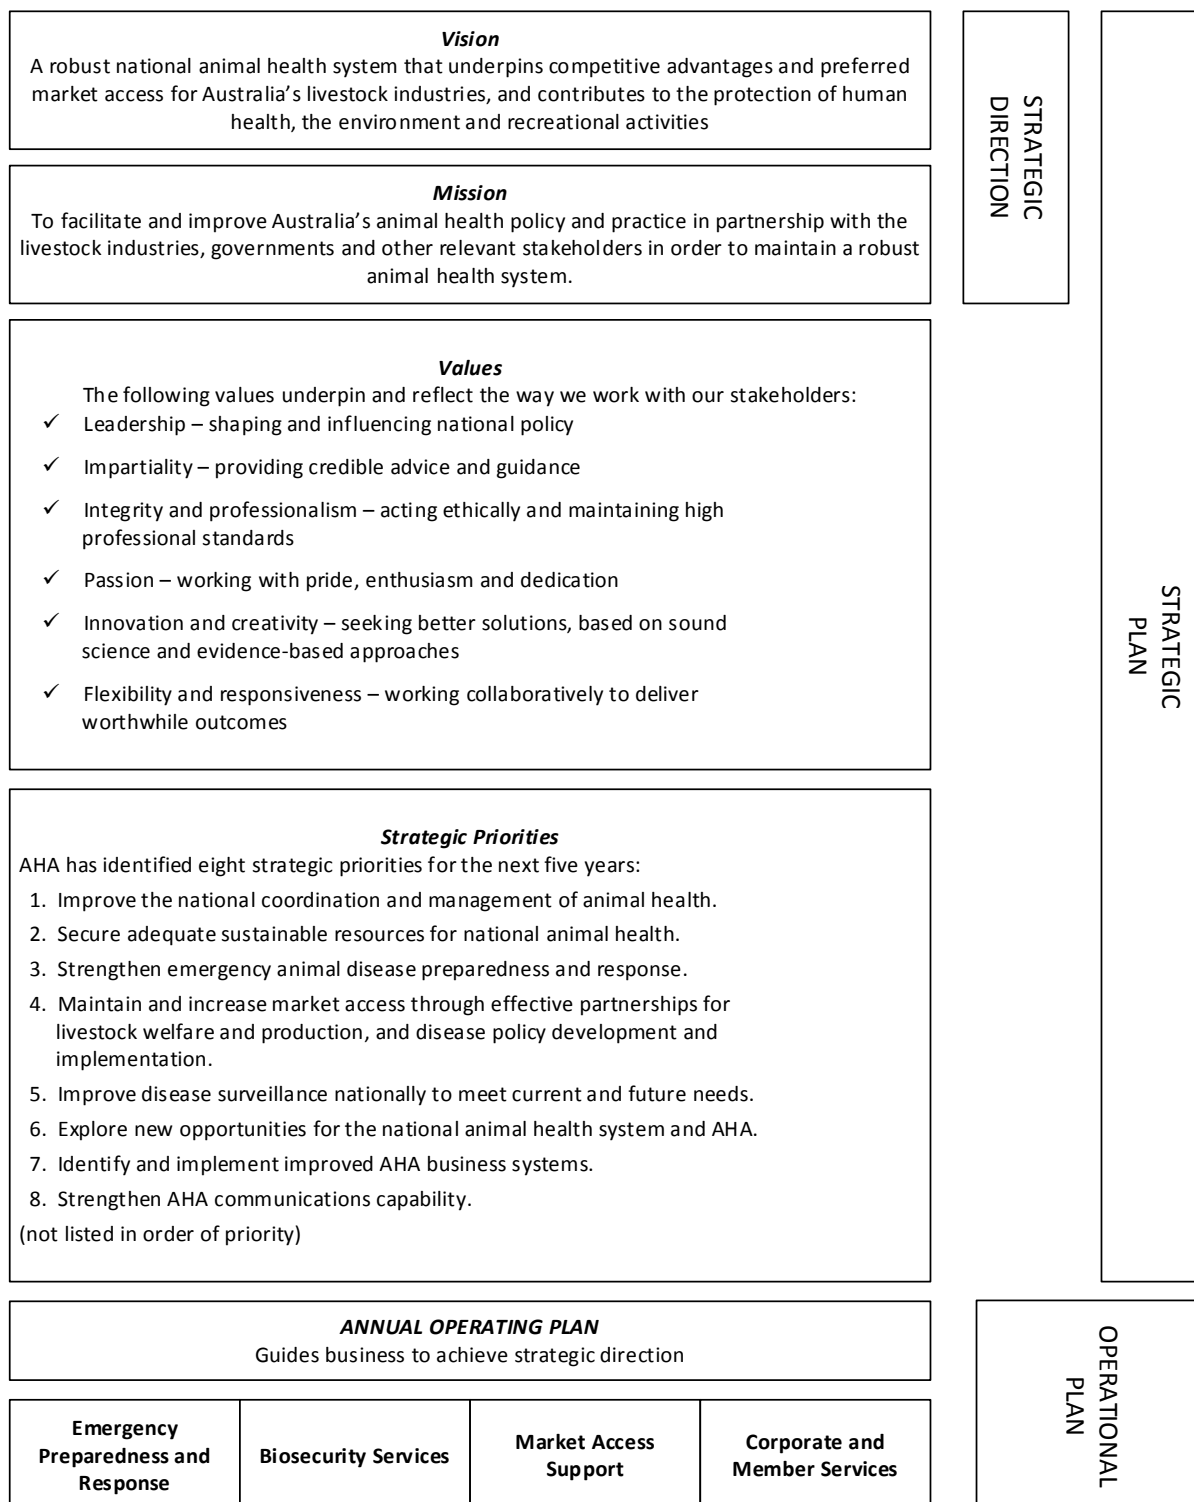 Vision
A robust national animal health system that underpins competitive advantages and preferred
market access for Australia's livestock industries, and contributes to the protection of human
health, the environment and recreational activities
STRATEGIC
DIRECTION
Mission
To facilitate and improve Australia's animal health policy and practice in partnership with the
livestock industries, governments and other relevant stakeholders in order to maintain a robust
animal health system.
Values
The following values underpin and reflect the way we work with our stakeholders:
✓ Leadership – shaping and influencing national policy
✓ Impartiality – providing credible advice and guidance
✓ Integrity and professionalism – acting ethically and maintaining high
professional standards
✓ Passion – working with pride, enthusiasm and dedication
✓ Innovation and creativity – seeking better solutions, based on sound
science and evidence-based approaches
✓ Flexibility and responsiveness – working collaboratively to deliver
worthwhile outcomes
STRATEGIC
PLAN
Strategic Priorities
AHA has identified eight strategic priorities for the next five years:
1. Improve the national coordination and management of animal health.
2. Secure adequate sustainable resources for national animal health.
3. Strengthen emergency animal disease preparedness and response.
4. Maintain and increase market access through effective partnerships for
livestock welfare and production, and disease policy development and
implementation.
5. Improve disease surveillance nationally to meet current and future needs.
6. Explore new opportunities for the national animal health system and AHA.
7. Identify and implement improved AHA business systems.
8. Strengthen AHA communications capability.
(not listed in order of priority)
ANNUAL OPERATING PLAN
Guides business to achieve strategic direction
OPERATIONAL
PLAN
Emergency
Preparedness and
Response
Biosecurity Services
Market Access
Support
Corporate and
Member Services